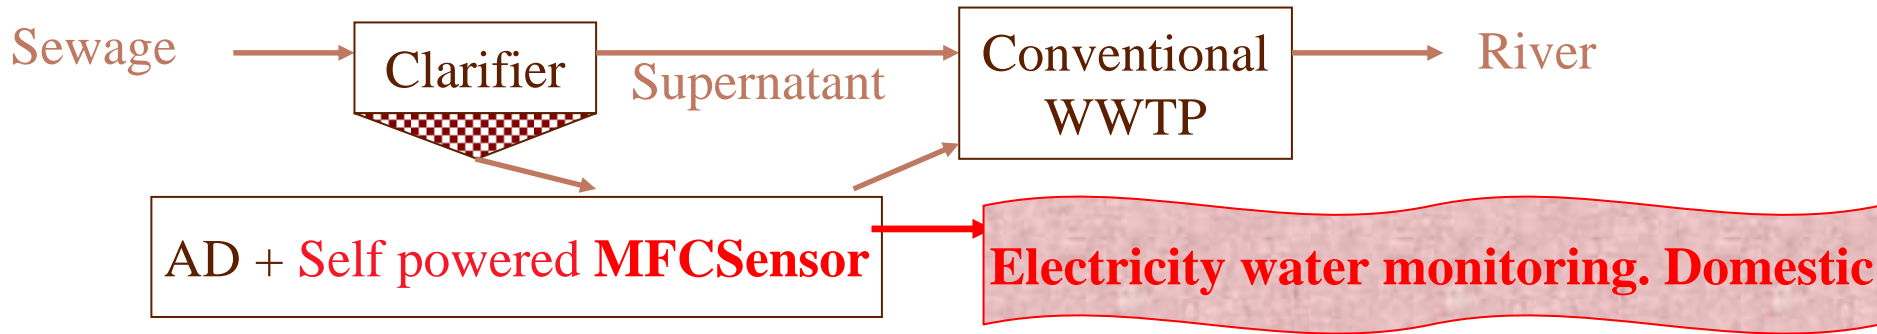 Sewage
Clarifier
Supernatant
Conventional
WWTP
River
AD + Self powered MFCSensor
Electricity water monitoring. Domestic